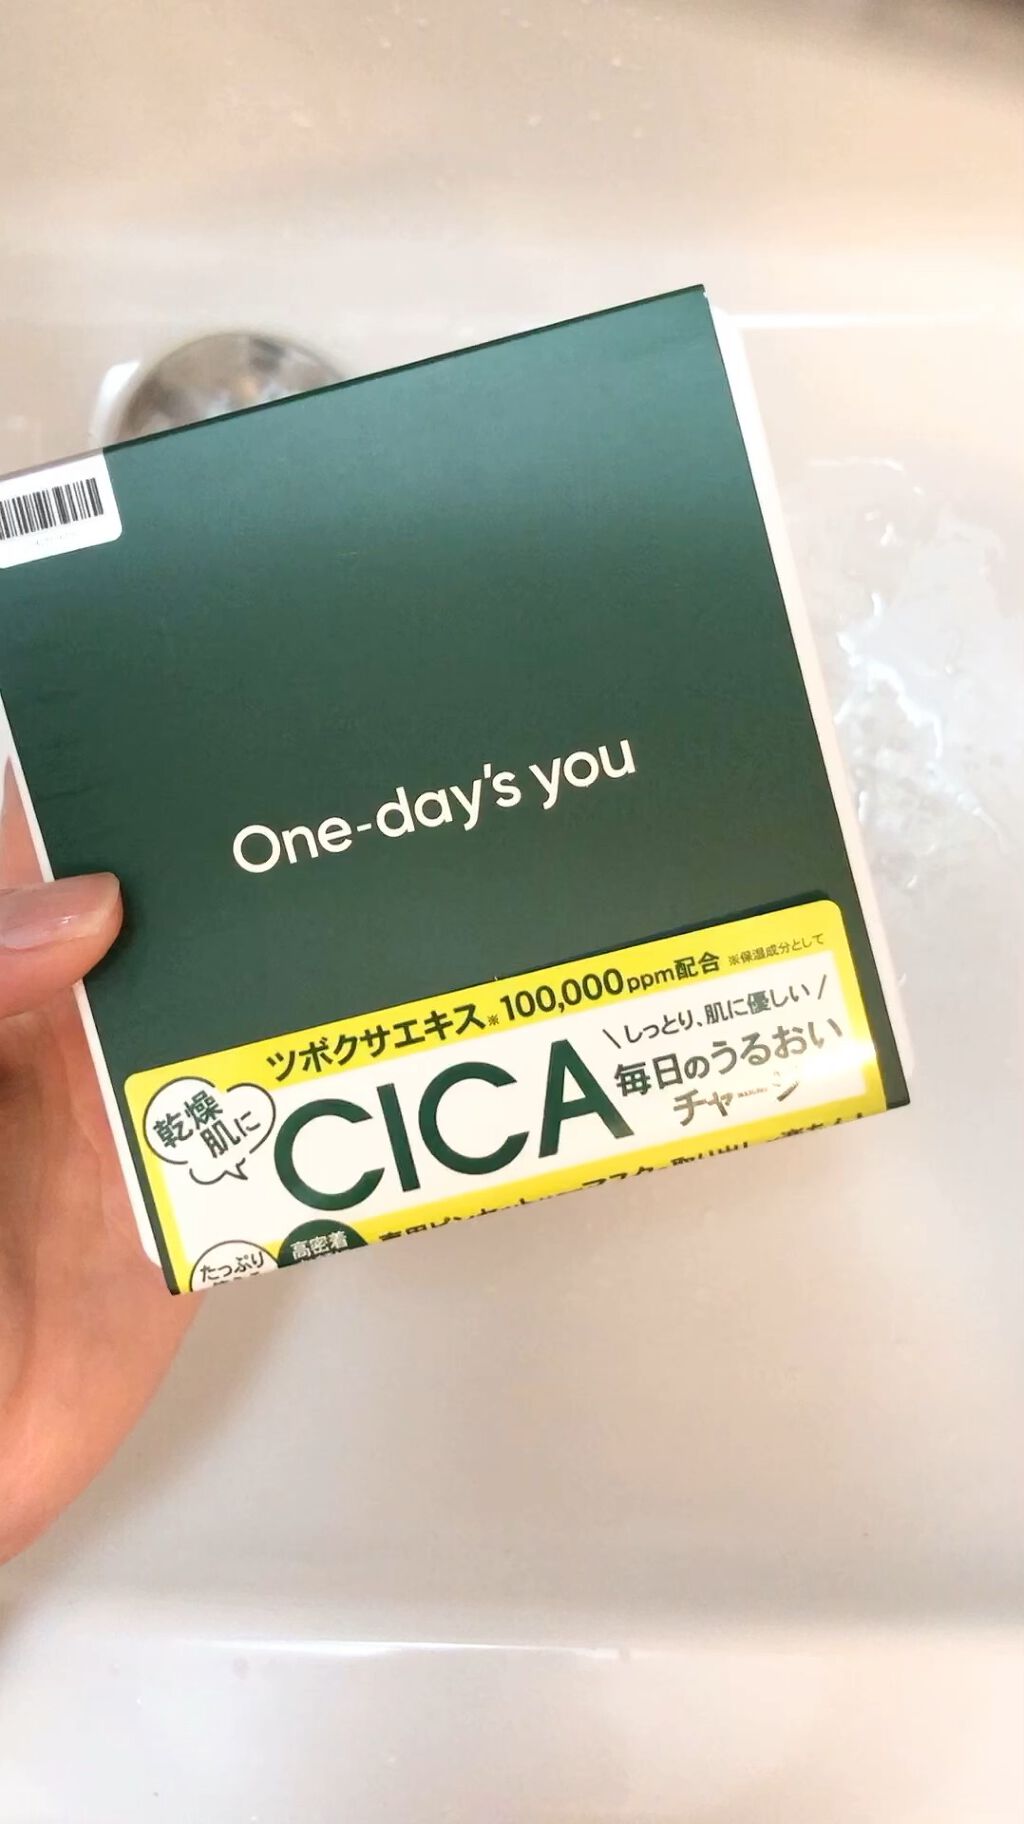 One-day's you
ツボクサエキス※100,000ppm配合 ※保湿成分として
乾燥
肌に
CICA
\ しっとり、肌に優しい /
毎日のうるおい
チャージ
高密着
たっぷり